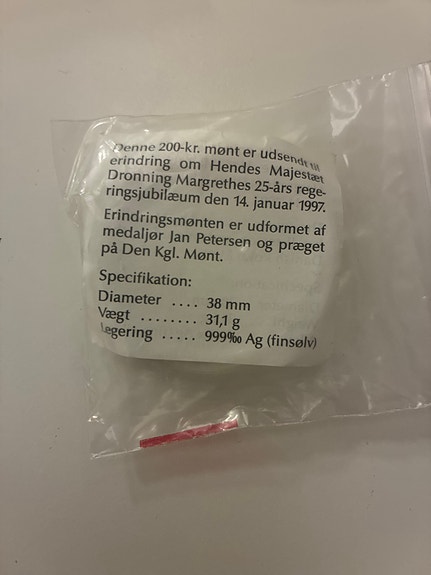 Denne 200-kr. mønt er udsendt til
erindring om Hendes Majestæt
Dronning Margrethes 25-års rege-
ringsjubilæum den 14. januar 1997.
Erindringsmønten er udformet af
medaljør Jan Petersen og præget
på Den Kgl. Mønt.
Specifikation:
Diameter .... 38 mm
Vægt ........ 31,1 g
Legering ..... 999‰ Ag (finsølv)